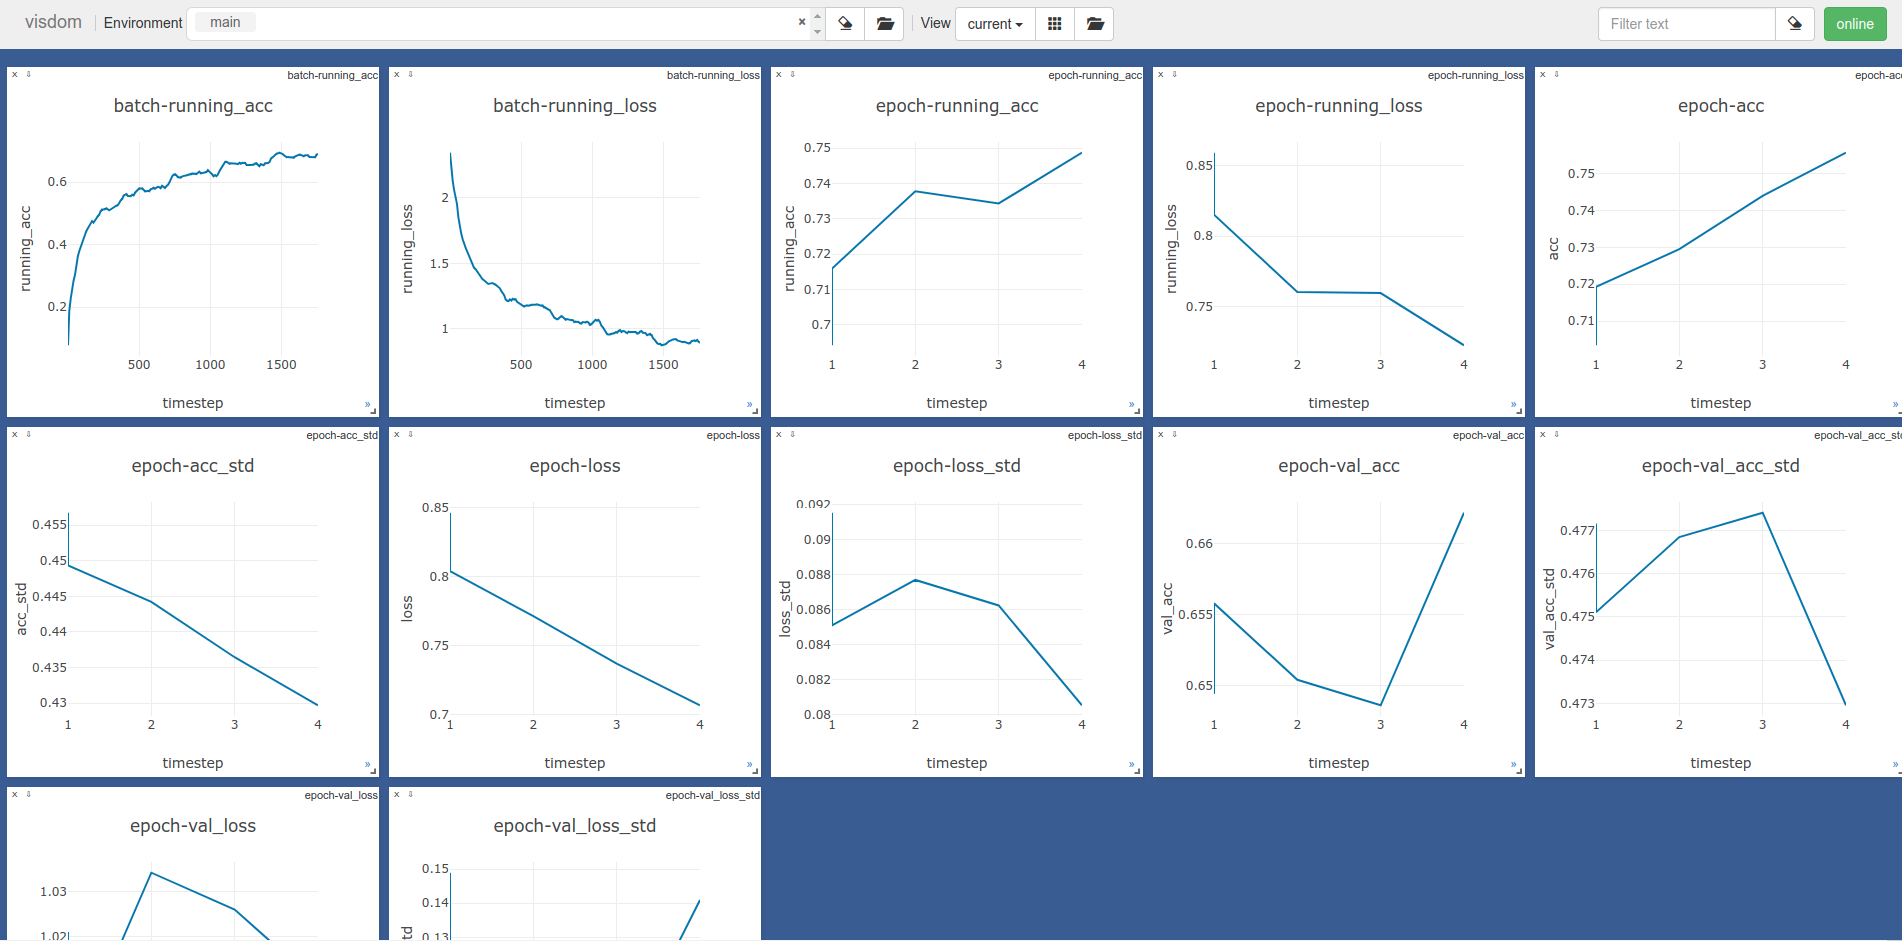 visdom Environment main × View current Filter text online
X ⇩ batch-running_acc
batch-running_acc
running_acc
0.6
0.4
0.2
500 1000 1500
timestep
»
X ⇩ batch-running_loss
batch-running_loss
running_loss
2
1.5
1
500 1000 1500
timestep
»
X ⇩ epoch-running_acc
epoch-running_acc
running_acc
0.75
0.74
0.73
0.72
0.71
0.7
1 2 3 4
timestep
»
X ⇩ epoch-running_loss
epoch-running_loss
running_loss
0.85
0.8
0.75
1 2 3 4
timestep
»
X ⇩ epoch-acc
epoch-acc
acc
0.75
0.74
0.73
0.72
0.71
1 2 3 4
timestep
»
X ⇩ epoch-acc_std
epoch-acc_std
acc_std
0.455
0.45
0.445
0.44
0.435
0.43
1 2 3 4
timestep
»
X ⇩ epoch-loss
epoch-loss
loss
0.85
0.8
0.75
0.7
1 2 3 4
timestep
»
X ⇩ epoch-loss_std
epoch-loss_std
loss_std
0.092
0.09
0.088
0.086
0.084
0.082
0.08
1 2 3 4
timestep
»
X ⇩ epoch-val_acc
epoch-val_acc
val_acc
0.66
0.655
0.65
1 2 3 4
timestep
»
X ⇩ epoch-val_acc_std
epoch-val_acc_std
val_acc_std
0.477
0.476
0.475
0.474
0.473
1 2 3 4
timestep
»
X ⇩ epoch-val_loss
epoch-val_loss
1.03
1.02
X ⇩ epoch-val_loss_std
epoch-val_loss_std
td
0.15
0.14
0.13